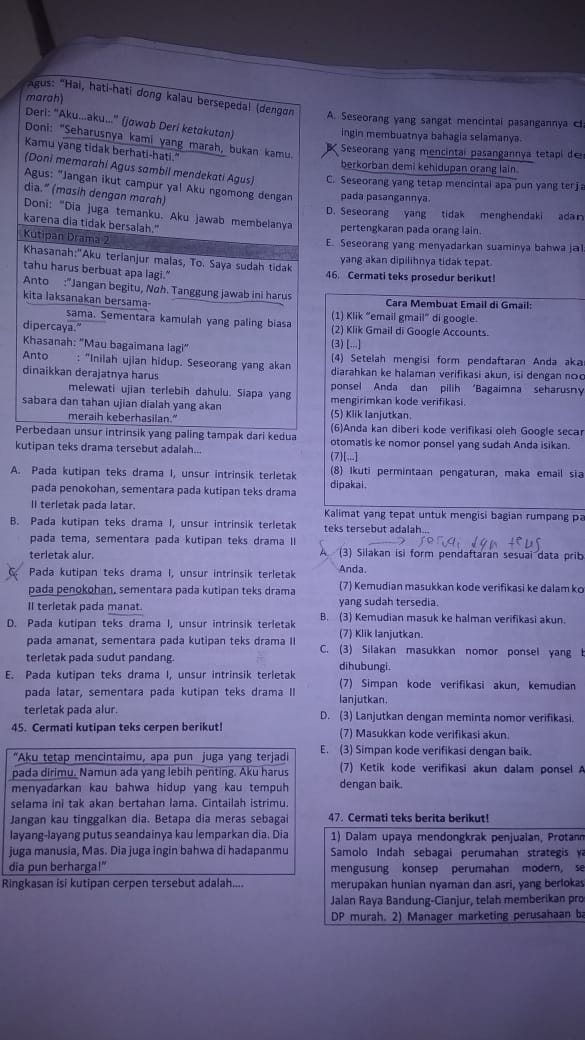 Agus: "Hai, hati-hati dong kalau bersepeda! (dengan
marah)
Deri: "Aku...aku..." (jawab Deri ketakutan)
Doni: "Seharusnya kami yang marah, bukan kamu.
Kamu yang tidak berhati-hati."
(Doni memarahi Agus sambil mendekati Agus)
Agus: "Jangan ikut campur ya! Aku ngomong dengan
dia." (masih dengan marah)
Doni: "Dia juga temanku. Aku jawab membelanya
karena dia tidak bersalah."
Kutipan Drama 2
Khasanah:"Aku terlanjur malas, To. Saya sudah tidak
tahu harus berbuat apa lagi."
Anto :"Jangan begitu, Nah. Tanggung jawab ini harus
kita laksanakan bersama-
sama. Sementara kamulah yang paling biasa
dipercaya."
Khasanah: "Mau bagaimana lagi"
Anto : "Inilah ujian hidup. Seseorang yang akan
dinaikkan derajatnya harus
melewati ujian terlebih dahulu. Siapa yang
sabara dan tahan ujian dialah yang akan
meraih keberhasilan."
Perbedaan unsur intrinsik yang paling tampak dari kedua
kutipan teks drama tersebut adalah...
A. Pada kutipan teks drama I, unsur intrinsik terletak
pada penokohan, sementara pada kutipan teks drama
II terletak pada latar.
B. Pada kutipan teks drama I, unsur intrinsik terletak
pada tema, sementara pada kutipan teks drama II
terletak alur.
C. Pada kutipan teks drama I, unsur intrinsik terletak
pada penokohan, sementara pada kutipan teks drama
II terletak pada manat.
D. Pada kutipan teks drama I, unsur intrinsik terletak
pada amanat, sementara pada kutipan teks drama II
terletak pada sudut pandang.
E. Pada kutipan teks drama I, unsur intrinsik terletak
pada latar, sementara pada kutipan teks drama II
terletak pada alur.
45. Cermati kutipan teks cerpen berikut!
"Aku tetap mencintaimu, apa pun juga yang terjadi
pada dirimu. Namun ada yang lebih penting. Aku harus
menyadarkan kau bahwa hidup yang kau tempuh
selama ini tak akan bertahan lama. Cintailah istrimu.
Jangan kau tinggalkan dia. Betapa dia meras sebagai
layang-layang putus seandainya kau lemparkan dia. Dia
juga manusia, Mas. Dia juga ingin bahwa di hadapanmu
dia pun berharga!"
Ringkasan isi kutipan cerpen tersebut adalah....
A. Seseorang yang sangat mencintai pasangannya
ingin membuatnya bahagia selamanya.
B. Seseorang yang mencintai pasangannya tetapi
berkorban demi kehidupan orang lain.
C. Seseorang yang tetap mencintai apa pun yang terja
pada pasangannya.
D. Seseorang yang tidak menghendaki adan
pertengkaran pada orang lain.
E. Seseorang yang menyadarkan suaminya bahwa jal
yang akan dipilihnya tidak tepat.
46. Cermati teks prosedur berikut!
Cara Membuat Email di Gmail:
(1) Klik "email gmail" di google.
(2) Klik Gmail di Google Accounts.
(3) [...]
(4) Setelah mengisi form pendaftaran Anda aka
diarahkan ke halaman verifikasi akun, isi dengan no
ponsel Anda dan pilih 'Bagaimna seharusny
mengirimkan kode verifikasi.
(5) Klik lanjutkan.
(6)Anda kan diberi kode verifikasi oleh Google secar
otomatis ke nomor ponsel yang sudah Anda isikan.
(7)[...]
(8) Ikuti permintaan pengaturan, maka email sia
dipakai.
Kalimat yang tepat untuk mengisi bagian rumpang pa
teks tersebut adalah...
A. (3) Silakan isi form pendaftaran sesuai data prib
Anda.
(7) Kemudian masukkan kode verifikasi ke dalam ko
yang sudah tersedia.
B. (3) Kemudian masuk ke halman verifikasi akun.
(7) Klik lanjutkan.
C. (3) Silakan masukkan nomor ponsel yang b
dihubungi.
(7) Simpan kode verifikasi akun, kemudian
lanjutkan.
D. (3) Lanjutkan dengan meminta nomor verifikasi.
(7) Masukkan kode verifikasi akun.
E. (3) Simpan kode verifikasi dengan baik.
(7) Ketik kode verifikasi akun dalam ponsel A
dengan baik.
47. Cermati teks berita berikut!
1) Dalam upaya mendongkrak penjualan, Protann
Samolo Indah sebagai perumahan strategis ya
mengusung konsep perumahan modern, se
merupakan hunian nyaman dan asri, yang berlokas
Jalan Raya Bandung-Cianjur, telah memberikan pro
DP murah. 2) Manager marketing perusahaan ba